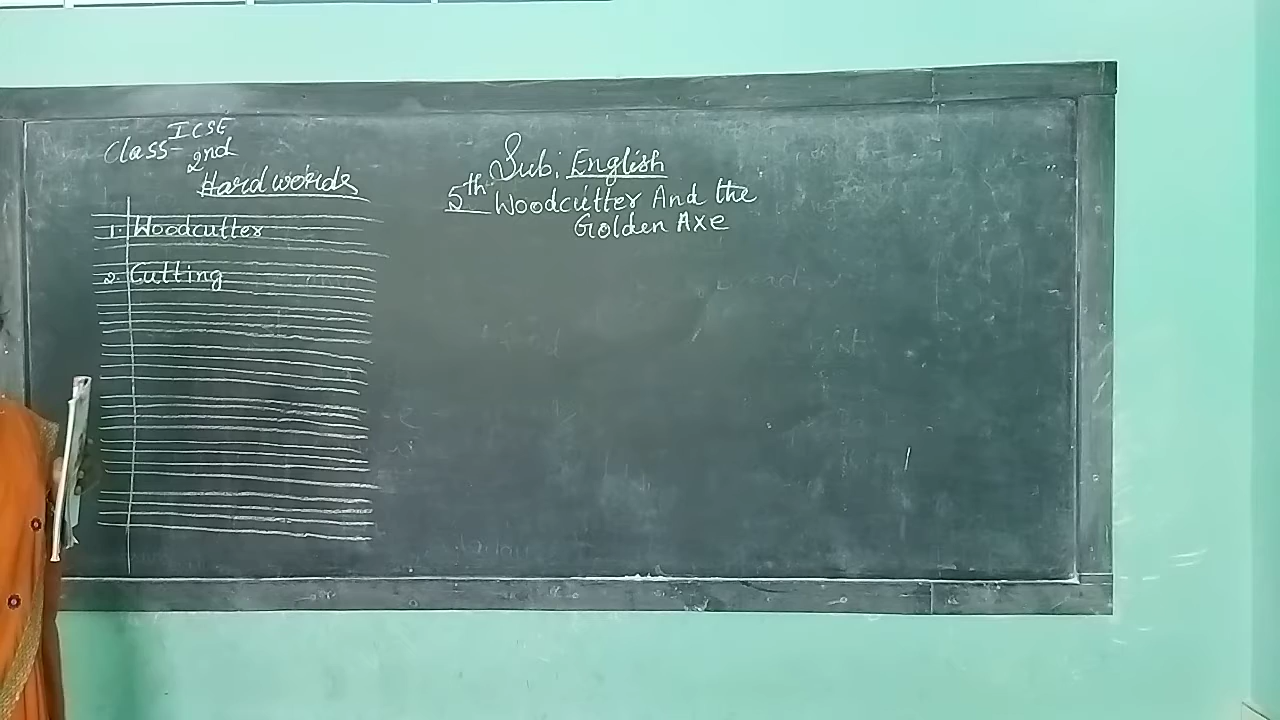 ICSE
Class- 2nd
Hard words
1. Woodcutter
2. Cutting
Sub: English
5th Woodcutter And the
Golden Axe